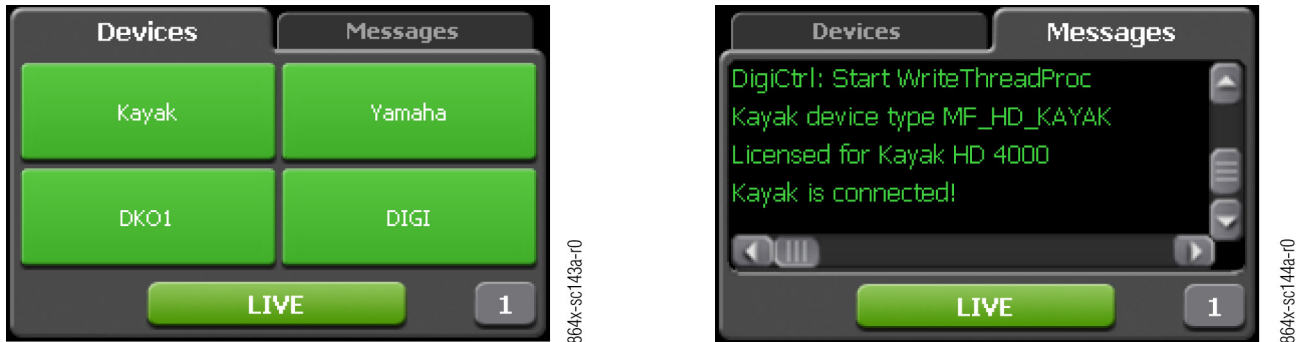 Devices
Messages
Kayak
Yamaha
DKO1
DIGI
LIVE
1
864x-sc143a-r0
Devices
Messages
DigiCtrl: Start WriteThreadProc
Kayak device type MF_HD_KAYAK
Licensed for Kayak HD 4000
Kayak is connected!
LIVE
1
864x-sc144a-r0